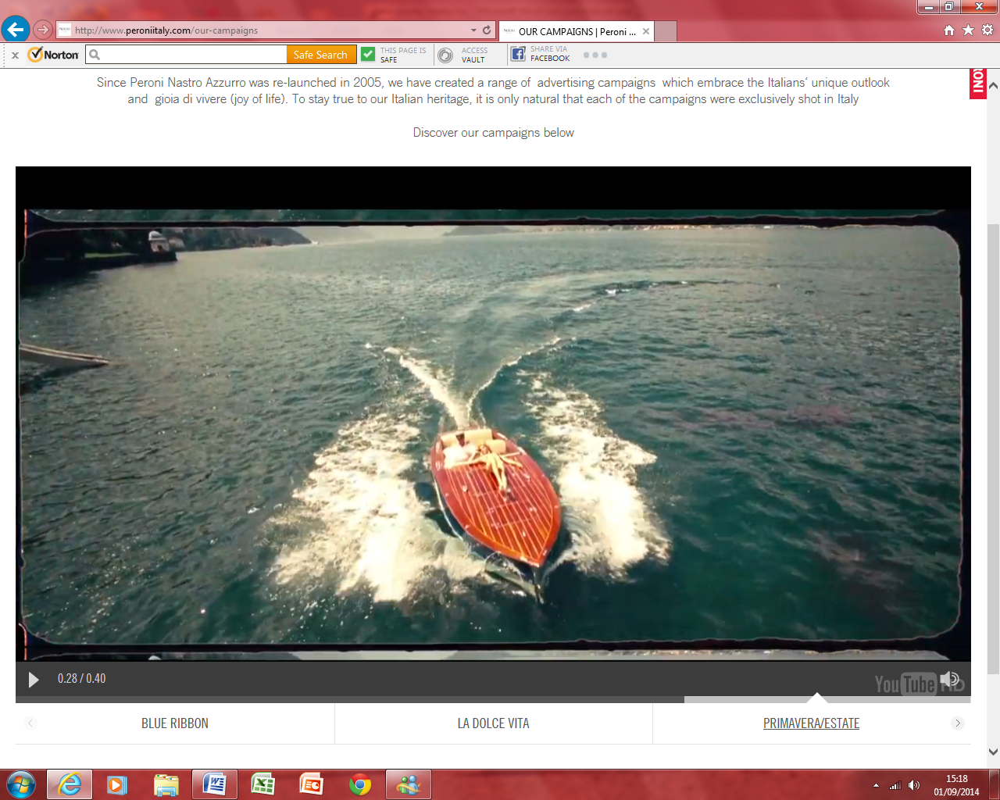 http://www.peroniitaly.com/our-campaigns
OUR CAMPAIGNS | Peroni ...
Norton
Safe Search
THIS PAGE IS
SAFE
ACCESS
VAULT
SHARE VIA
FACEBOOK
Since Peroni Nastro Azzurro was re-launched in 2005, we have created a range of advertising campaigns which embrace the Italians' unique outlook
and gioia di vivere (joy of life). To stay true to our Italian heritage, it is only natural that each of the campaigns were exclusively shot in Italy
Discover our campaigns below
0.28 / 0.40
YouTube HD
BLUE RIBBON
LA DOLCE VITA
PRIMAVERA/ESTATE
15:18
01/09/2014